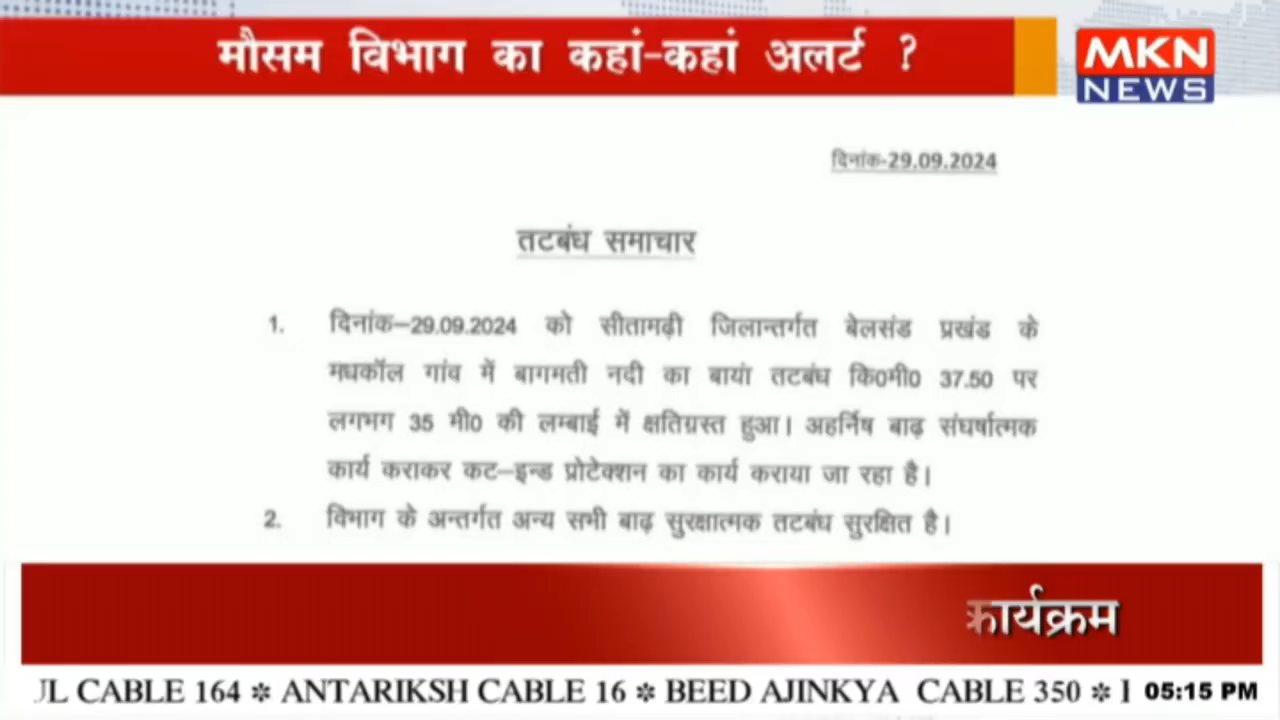 मौसम विभाग का कहां-कहां अलर्ट ?
MKN
NEWS
दिनांक-29.09.2024
तटबंध समाचार
1. दिनांक–29.09.2024 को सीतामढ़ी जिलान्तर्गत बेलसंड प्रखंड के
मधकॉल गांव में बागमती नदी का बायां तटबंध कि0मी0 37.50 पर
लगभग 35 मी0 की लम्बाई में क्षतिग्रस्त हुआ। अहर्निष बाढ़ संघर्षात्मक
कार्य कराकर कट–इन्ड प्रोटेक्शन का कार्य कराया जा रहा है।
2. विभाग के अन्तर्गत अन्य सभी बाढ़ सुरक्षात्मक तटबंध सुरक्षित है।
कार्यक्रम
JL CABLE 164 ✼ ANTARIKSH CABLE 16 ✼ BEED AJINKYA CABLE 350 ✼ 05:15 PM